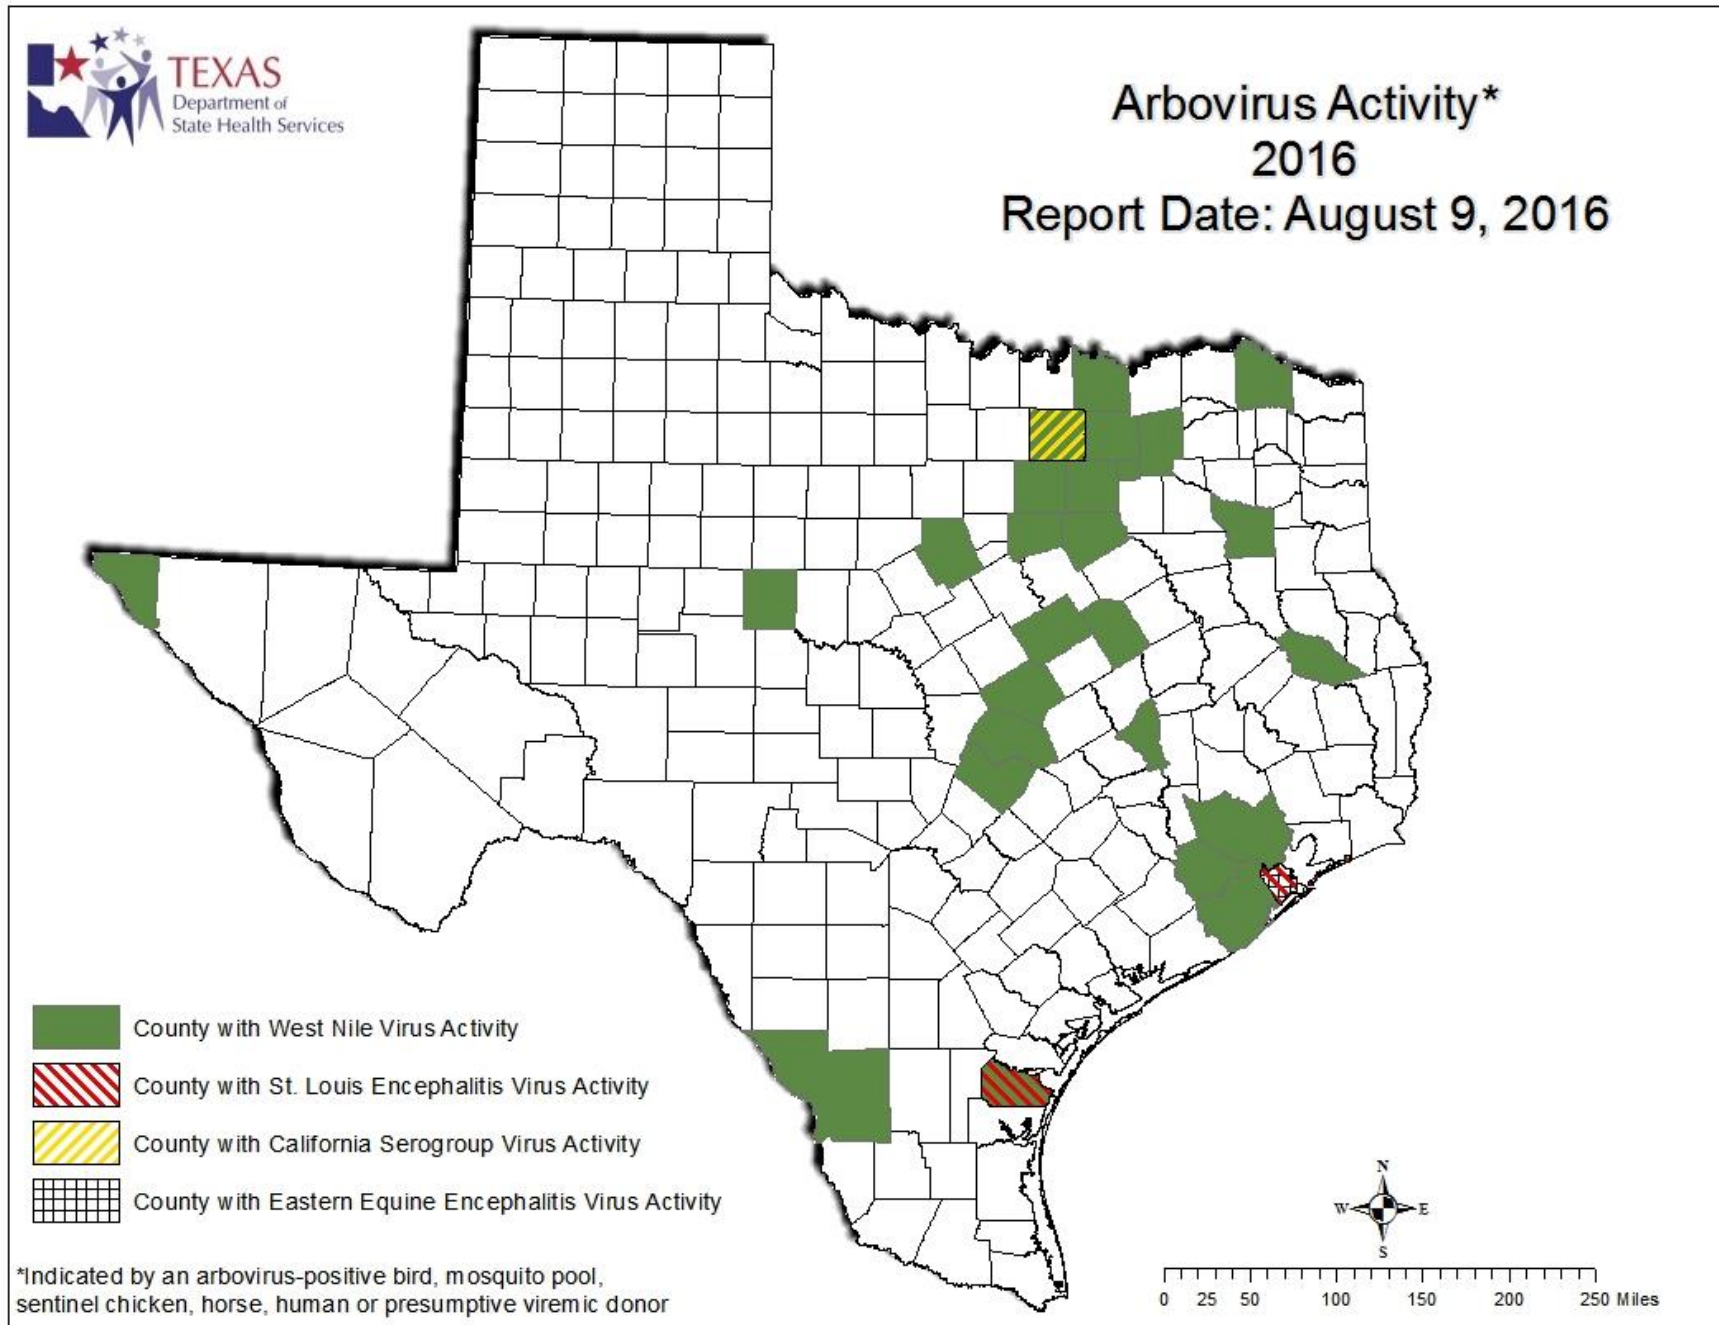 TEXAS
Department of
State Health Services
Arbovirus Activity*
2016
Report Date: August 9, 2016
County with West Nile Virus Activity
County with St. Louis Encephalitis Virus Activity
County with California Serogroup Virus Activity
County with Eastern Equine Encephalitis Virus Activity
*Indicated by an arbovirus-positive bird, mosquito pool,
sentinel chicken, horse, human or presumptive viremic donor
N
W E
S
0 25 50 100 150 200 250 Miles